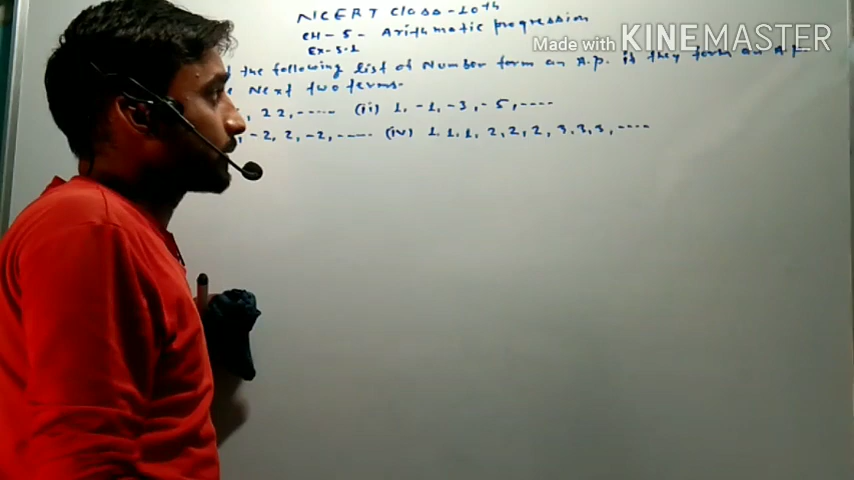 NCERT Class-10th
CH-5- Arithmatic progression
Made with KINEMASTER
EX-5.1
the following list of Number form an A.P. if they form an A.P
Next two terms.
, 22, ...... (ii) 1, -1, -3, -5, ....
, -2, 2, -2, ..... (iv) 1, 1, 1, 2, 2, 2, 3, 3, 3, ....